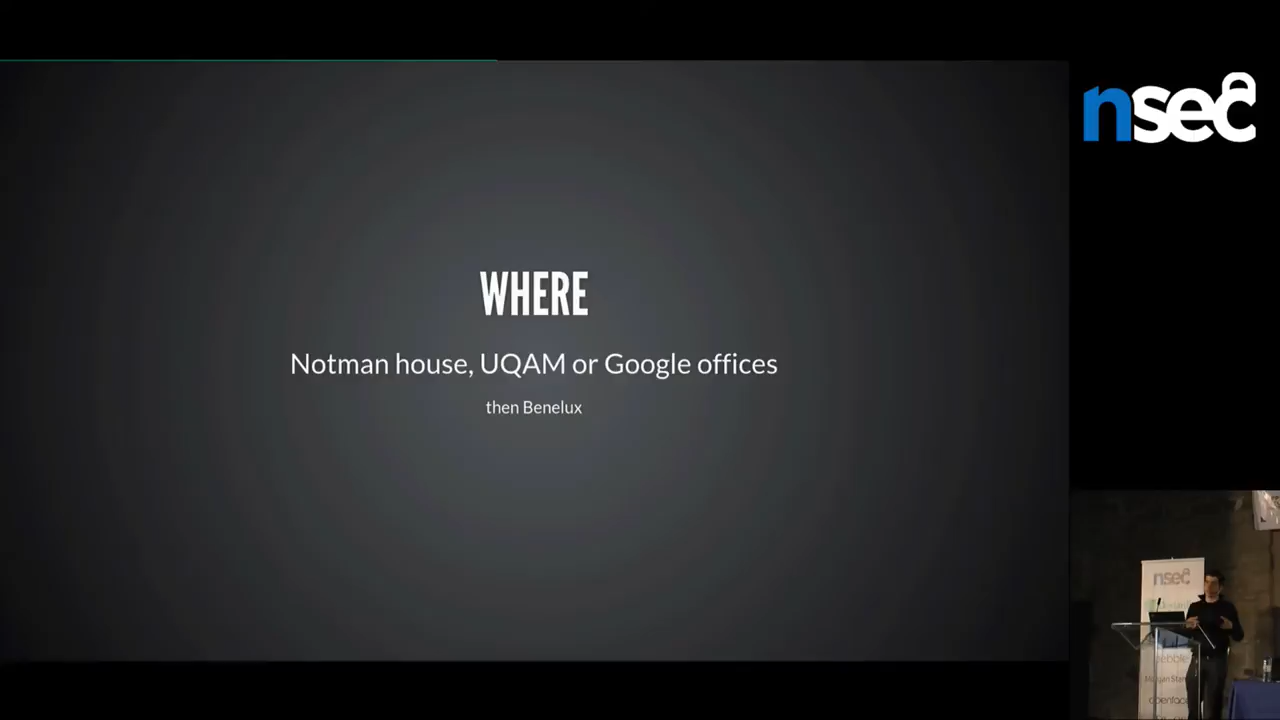 WHERE
Notman house, UQAM or Google offices
then Benelux
nsec
nsec